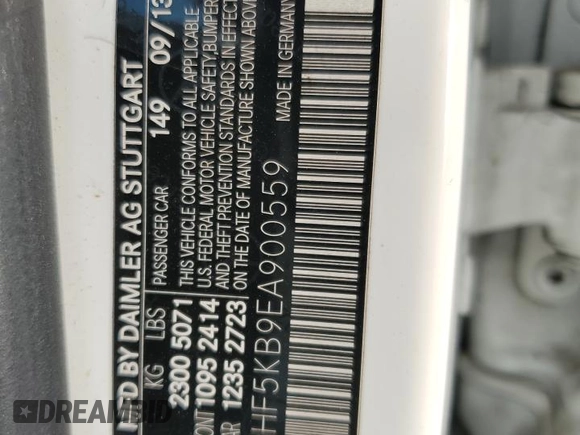 ED BY DAIMLER AG STUTTGART
KG LBS PASSENGER CAR 149 09/13
2300 5071 THIS VEHICLE CONFORMS TO ALL APPLICABLE
1095 2414 U.S. FEDERAL MOTOR VEHICLE SAFETY, BUMPER
1235 2723 AND THEFT PREVENTION STANDARDS IN EFFECT
ON THE DATE OF MANUFACTURE SHOWN ABOVE
HF5KB9EA900559 MADE IN GERMANY
DREAMBID